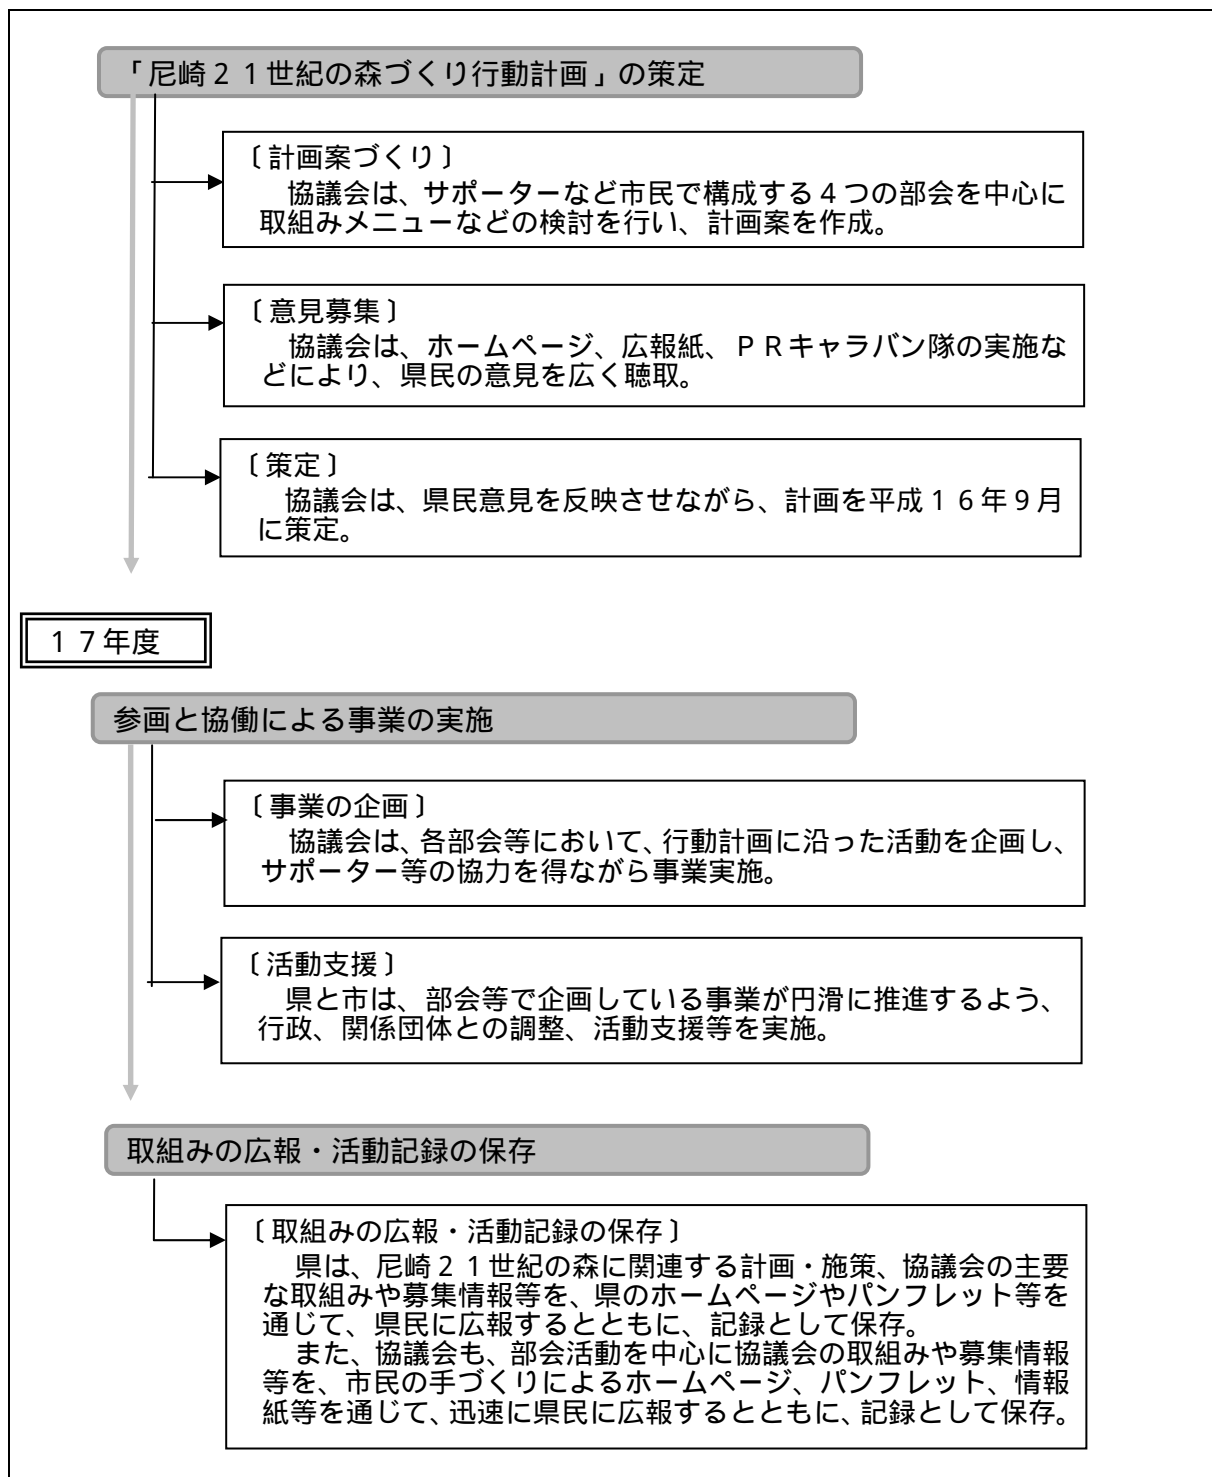 「尼崎２１世紀の森づくり行動計画」の策定
〔計画案づくり〕
協議会は、サポーターなど市民で構成する４つの部会を中心に
取組みメニューなどの検討を行い、計画案を作成。
〔意見募集〕
協議会は、ホームページ、広報紙、ＰＲキャラバン隊の実施な
どにより、県民の意見を広く聴取。
〔策定〕
協議会は、県民意見を反映させながら、計画を平成１６年９月
に策定。
１７年度
参画と協働による事業の実施
〔事業の企画〕
協議会は、各部会等において、行動計画に沿った活動を企画し、
サポーター等の協力を得ながら事業実施。
〔活動支援〕
県と市は、部会等で企画している事業が円滑に推進するよう、
行政、関係団体との調整、活動支援等を実施。
取組みの広報・活動記録の保存
〔取組みの広報・活動記録の保存〕
県は、尼崎２１世紀の森に関連する計画・施策、協議会の主要
な取組みや募集情報等を、県のホームページやパンフレット等を
通じて、県民に広報するとともに、記録として保存。
また、協議会も、部会活動を中心に協議会の取組みや募集情報
等を、市民の手づくりによるホームページ、パンフレット、情報
紙等を通じて、迅速に県民に広報するとともに、記録として保存。